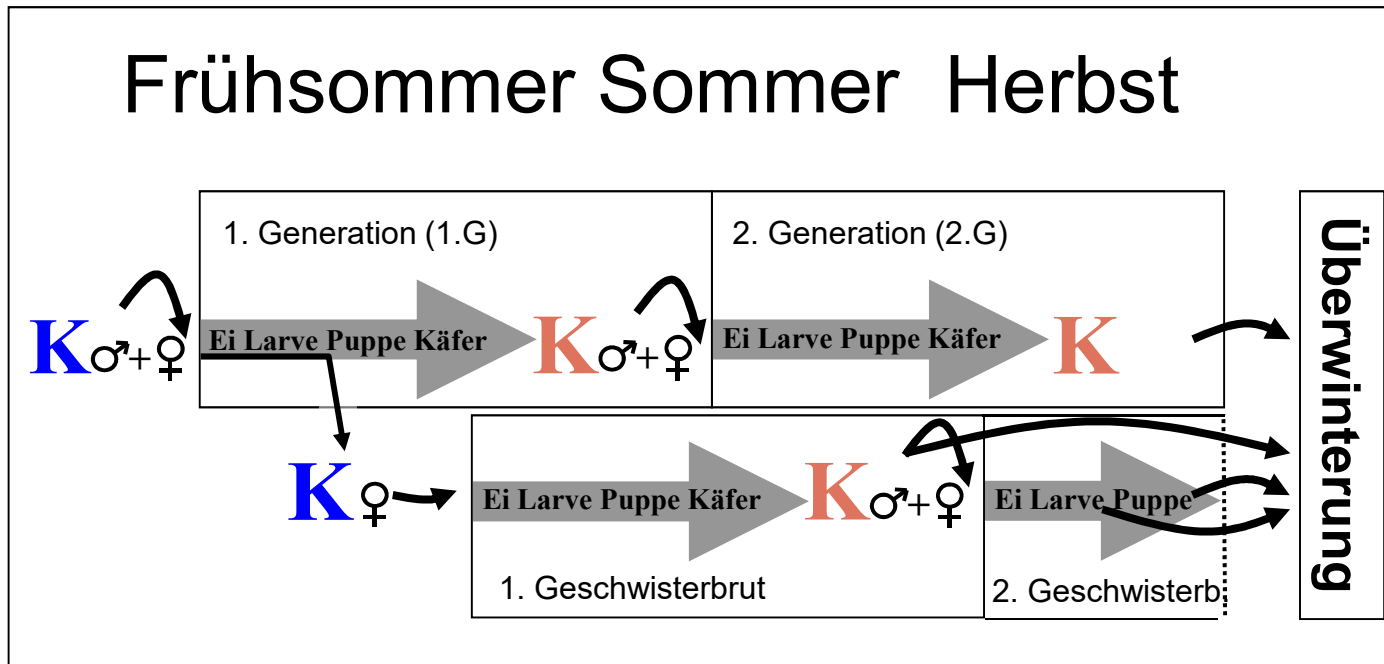 Frühsommer Sommer Herbst
1. Generation (1.G)
2. Generation (2.G)
K♂+♀
Ei Larve Puppe Käfer
K♂+♀
Ei Larve Puppe Käfer
K
K♀
Ei Larve Puppe Käfer
K♂+♀
Ei Larve Puppe
1. Geschwisterbrut
2. Geschwisterb.
Überwinterung